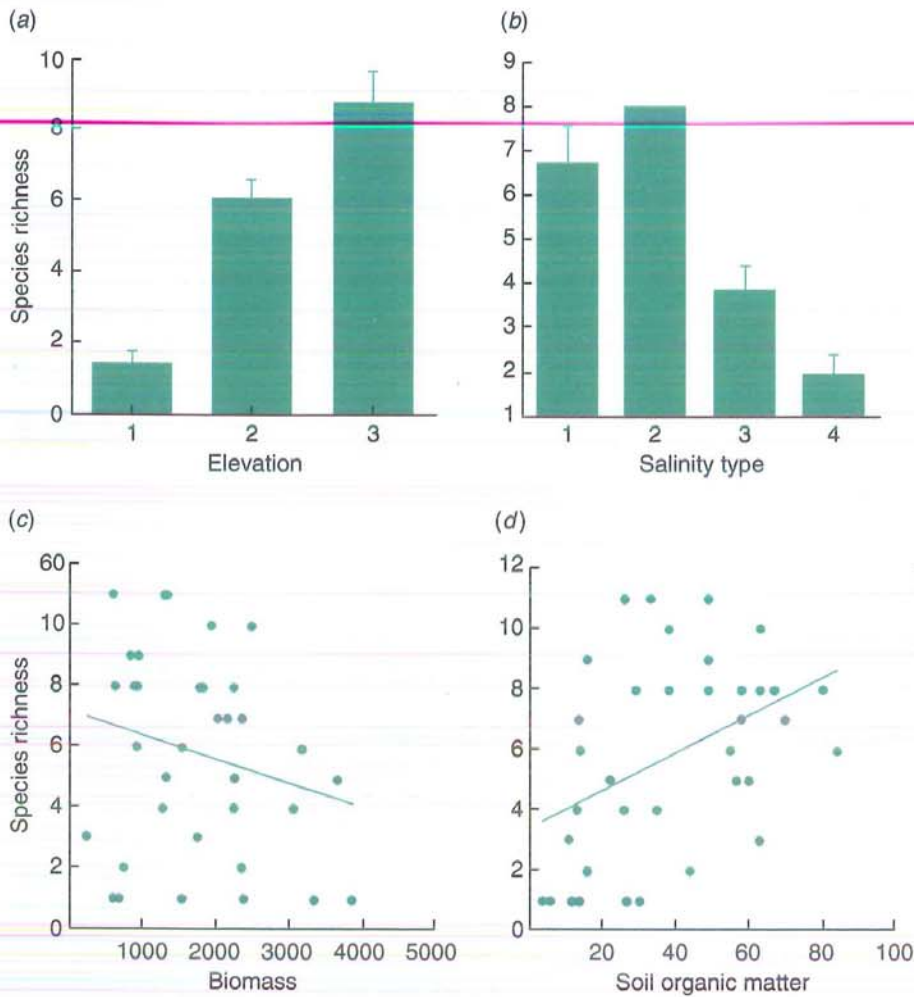 (a)
10
8
6
4
2
0
Species richness
1 2 3
Elevation
(b)
9
8
7
6
5
4
3
2
1
1 2 3 4
Salinity type
(c)
60
10
8
6
4
2
0
Species richness
1000 2000 3000 4000 5000
Biomass
(d)
12
10
8
6
4
2
0
20 40 60 80 100
Soil organic matter